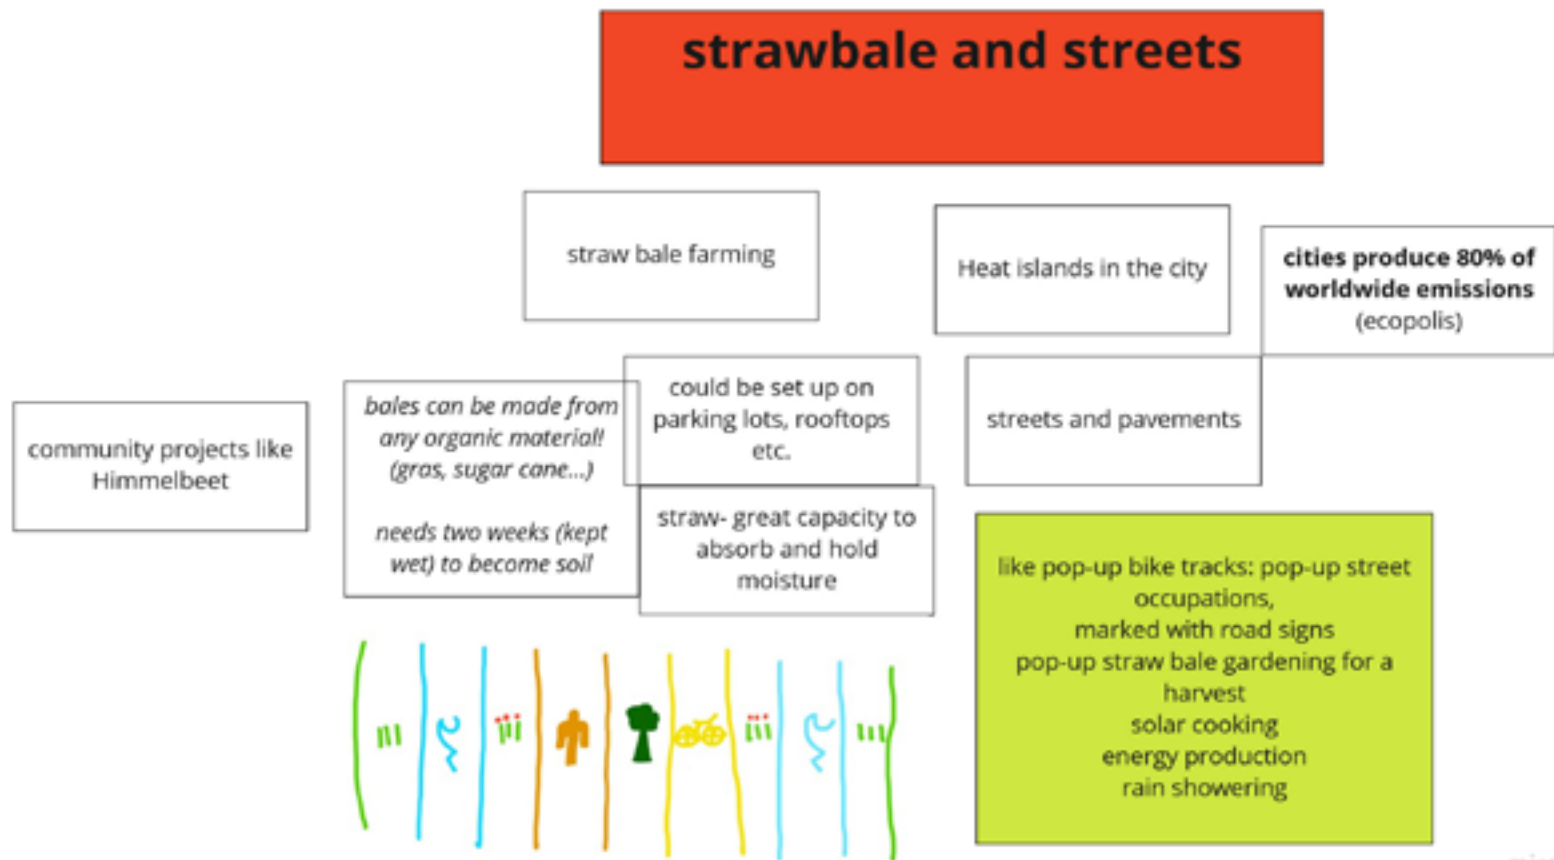 strawbale and streets
straw bale farming
Heat islands in the city
cities produce 80% of
worldwide emissions
(ecopolis)
community projects like
Himmelbeet
bales can be made from
any organic material!
(gras, sugar cane...)
needs two weeks (kept
wet) to become soil
could be set up on
parking lots, rooftops
etc.
straw- great capacity to
absorb and hold
moisture
streets and pavements
like pop-up bike tracks: pop-up street
occupations,
marked with road signs
pop-up straw bale gardening for a
harvest
solar cooking
energy production
rain showering